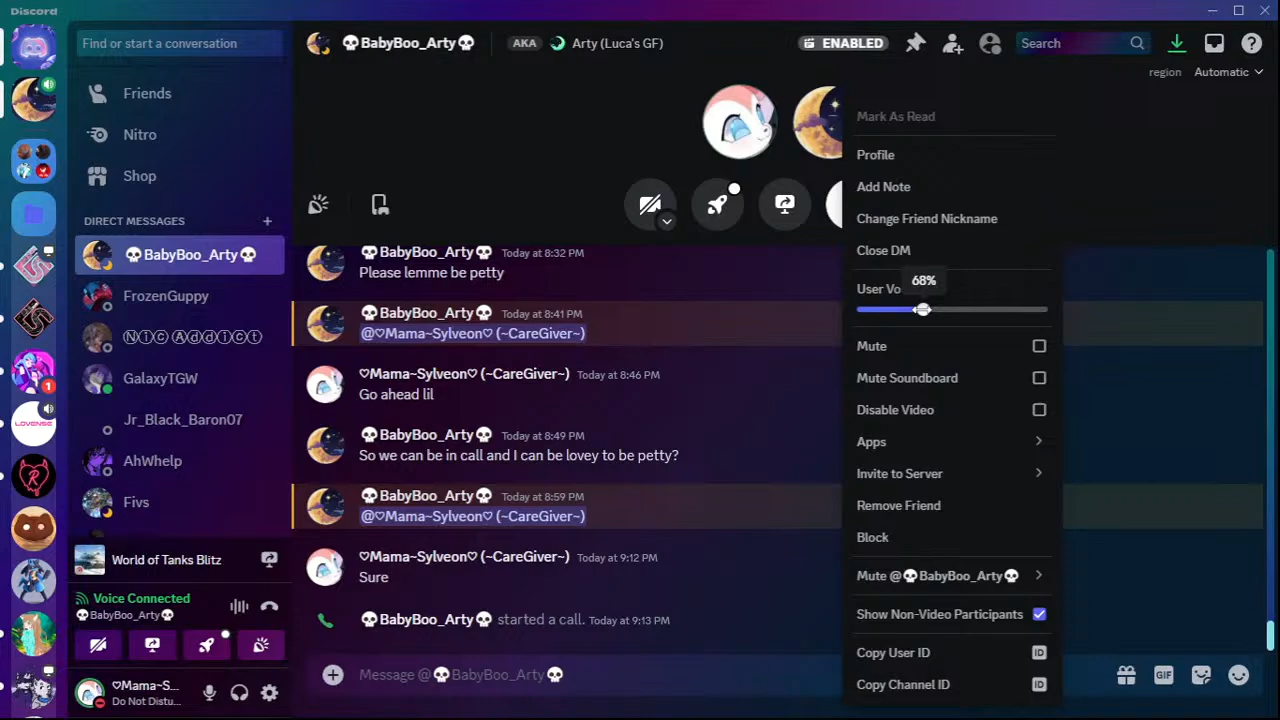 Discord
Find or start a conversation
Friends
Nitro
Shop
DIRECT MESSAGES
💀BabyBoo_Arty💀
FrozenGuppy
Ⓝⓘⓒ Ⓐⓓⓓⓘⓒⓣ
GalaxyTGW
Jr_Black_Baron07
AhWhelp
Fivs
World of Tanks Blitz
Voice Connected
💀BabyBoo_Arty💀
♡Mama~S...
Do Not Distu...
1
LOVENSE
💀BabyBoo_Arty💀 AKA Arty (Luca's GF)
ENABLED
Search
region Automatic
💀BabyBoo_Arty💀 Today at 8:32 PM
Please lemme be petty
💀BabyBoo_Arty💀 Today at 8:41 PM
@♡Mama~Sylveon♡ (~CareGiver~)
♡Mama~Sylveon♡ (~CareGiver~) Today at 8:46 PM
Go ahead lil
💀BabyBoo_Arty💀 Today at 8:49 PM
So we can be in call and I can be lovey to be petty?
💀BabyBoo_Arty💀 Today at 8:59 PM
@♡Mama~Sylveon♡ (~CareGiver~)
♡Mama~Sylveon♡ (~CareGiver~) Today at 9:12 PM
Sure
💀BabyBoo_Arty💀 started a call. Today at 9:13 PM
Message @💀BabyBoo_Arty💀
GIF
Mark As Read
Profile
Add Note
Change Friend Nickname
Close DM
68%
User Vo
Mute
Mute Soundboard
Disable Video
Apps
Invite to Server
Remove Friend
Block
Mute @💀BabyBoo_Arty💀
Show Non-Video Participants
Copy User ID ID
Copy Channel ID ID